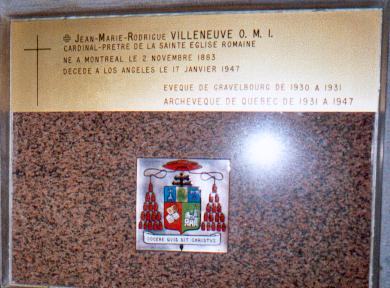 JEAN-MARIE-RODRIGUE VILLENEUVE O. M. I.
CARDINAL-PRETRE DE LA SAINTE EGLISE ROMAINE
NE A MONTREAL LE 2 NOVEMBRE 1883
DECEDE A LOS ANGELES LE 17 JANVIER 1947
EVEQUE DE GRAVELBOURG DE 1930 A 1931
ARCHEVEQUE DE QUEBEC DE 1931 A 1947
DOCERE QUIS SIT CHRISTUS